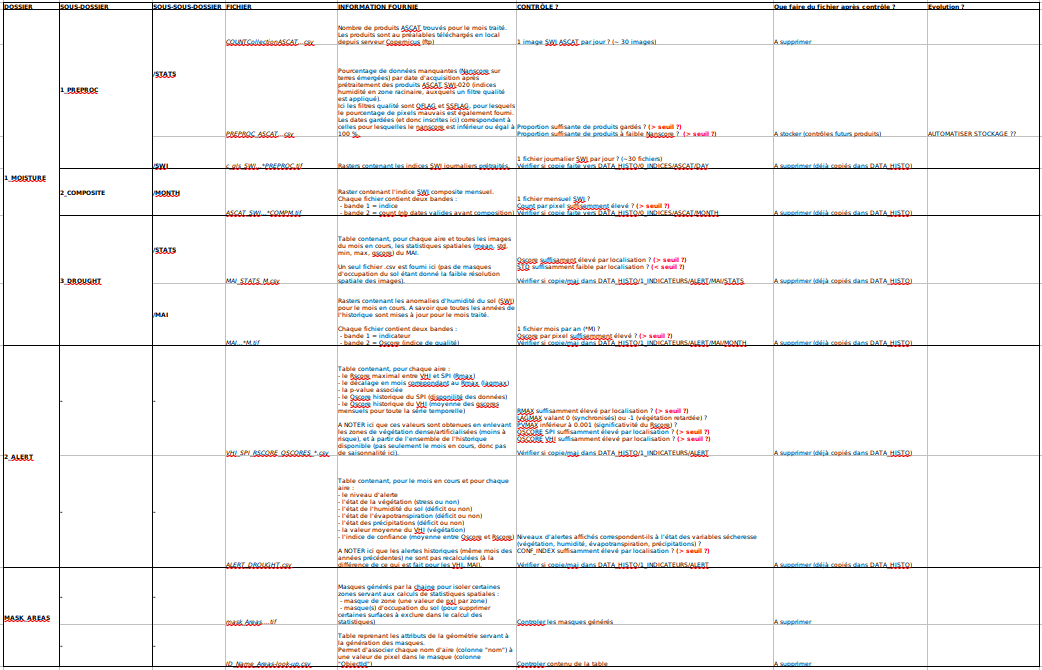 DOSSIER SOUS-DOSSIER SOUS-SOUS-DOSSIER FICHIER INFORMATION FOURNIE CONTRÔLE ? Que faire du fichier après contrôle ? Evolution ?
1_MOISTURE
1_PREPROC
/STATS
COUNTCollectionASCAT...csv
Nombre de produits ASCAT trouvés pour le mois traité.
Les produits sont au préalables téléchargés en local
depuis serveur Copernicus (ftp)
1 image SWI ASCAT par jour ? (~ 30 images)
A supprimer
PREPROC_ASCAT...csv
Pourcentage de données manquantes (Nanscore sur
terres émergées) par date d'acquisition après
prétraitement des produits ASCAT SWI-020 (indices
humidité en zone racinaire, auxquels un filtre qualité
est appliqué).
Ici les filtres qualité sont QFLAG et SSFLAG, pour lesquels
le pourcentage de pixels mauvais est également fourni.
Les dates gardées (et donc inscrites ici) correspondent à
celles pour lesquelles le nanscore est inférieur ou égal à
100 %.
Proportion suffisante de produits gardés ? (> seuil ?)
Proportion suffisante de produits à faible Nanscore ? (> seuil ?)
A stocker (contrôles futurs produits)
AUTOMATISER STOCKAGE ??
/SWI
c_gls_SWI...*PREPROC.tif
Rasters contenant les indices SWI journaliers prétraités.
1 fichier journalier SWI par jour ? (~30 fichiers)
Vérifier si copie faite vers DATA_HISTO/0_INDICES/ASCAT/DAY
A supprimer (déjà copiés dans DATA_HISTO)
2_COMPOSITE
/MONTH
ASCAT_SWI...*COMPM.tif
Raster contenant l'indice SWI composite mensuel.
Chaque fichier contient deux bandes :
- bande 1 = indice
- bande 2 = count (nb dates valides avant composition)
1 fichier mensuel SWI ?
Count par pixel suffisemment élevé ? (> seuil ?)
Vérifier si copie faite vers DATA_HISTO/0_INDICES/ASCAT/MONTH
A supprimer (déjà copiés dans DATA_HISTO)
3_DROUGHT
/STATS
MAI_STATS_M.csv
Table contenant, pour chaque aire et toutes les images
du mois en cours, les statistiques spatiales (mean, std,
min, max, qscore) du MAI.
Un seul fichier .csv est fourni ici (pas de masques
d'occupation du sol étant donné la faible résolution
spatiale des images).
Qscore suffisament élevé par localisation ? (> seuil ?)
STD suffisamment faible par localisation ? (< seuil ?)
Vérifier si copie/maj dans DATA_HISTO/1_INDICATEURS/ALERT/MAI/STATS
A supprimer (déjà copiés dans DATA_HISTO)
/MAI
MAI...*M.tif
Rasters contenant les anomalies d'humidité du sol (SWI)
pour le mois en cours. A savoir que toutes les années de
l'historique sont mises à jour pour le mois traité.
Chaque fichier contient deux bandes :
- bande 1 = indicateur
- bande 2 = Qscore (indice de qualité)
1 fichier mois par an (*M) ?
Qscore par pixel suffisemment élevé ? (> seuil ?)
Vérifier si copie/maj dans DATA_HISTO/1_INDICATEURS/ALERT/MAI/MONTH
A supprimer (déjà copiés dans DATA_HISTO)
2_ALERT
-
-
VHI_SPI_RSCORE_QSCORES_*.csv
Table contenant, pour chaque aire :
- le Rscore maximal entre VHI et SPI (Rmax)
- le décalage en mois correpondant au Rmax (lagmax)
- la p-value associée
- le Qscore historique du SPI (disponilité des données)
- le Qscore historique du VHI (moyenne des qscores
mensuels pour toute la série temporelle)
A NOTER ici que ces valeurs sont obtenues en enlevant
les zones de végétation dense/artificialisées (moins à
risque), et à partir de l'ensemble de l'historique
disponible (pas seulement le mois en cours, donc pas
de saisonnalité ici).
RMAX suffisamment élevé par localisation ? (> seuil ?)
LAGMAX valant 0 (synchronisés) ou -1 (végétation retardée) ?
PVMAX inférieur à 0.001 (significativité du Rscore) ?
QSCORE SPI suffisamment élevé par localisation ? (> seuil ?)
QSCORE VHI suffisamment élevé par localisation ? (> seuil ?)
Vérifier si copie/maj dans DATA_HISTO/1_INDICATEURS/ALERT
A supprimer (déjà copiés dans DATA_HISTO)
-
-
ALERT_DROUGHT.csv
Table contenant, pour le mois en cours et pour chaque
aire :
- le niveau d'alerte
- l'état de la végétation (stress ou non)
- l'état de l'humidité du sol (déficit ou non)
- l'état de l'évapotranspiration (déficit ou non)
- l'état des précipitations (déficit ou non)
- la valeur moyenne du VHI (végétation)
- l'indice de confiance (moyenne entre Qscore et Rscore)
A NOTER ici que les alertes historiques (même mois des
années précédentes) ne sont pas recalculées (à la
différence de ce qui est fait pour les VHI, MAI).
Niveaux d'alertes affichés correspondent-ils à l'état des variables sécheresse
(végétation, humidité, évapotranspiration, précipitations) ?
CONF_INDEX suffisamment élevé par localisation ? (> seuil ?)
Vérifier si copie/maj dans DATA_HISTO/1_INDICATEURS/ALERT
A supprimer (déjà copiés dans DATA_HISTO)
MASK_AREAS
-
-
mask_Areas....tif
Masques générés par la chaine pour isoler certaines
zones servant aux calculs de statistiques spatiales :
- masque de zone (une valeur de pxl par zone)
- masque(s) d'occupation du sol (pour supprimer
certaines surfaces à exclure dans le calcul des
statistiques)
Controler les masques générés
A supprimer
-
-
ID_Name_Areas-look-up.csv
Table reprenant les attributs de la géométrie servant à
la génération des masques.
Permet d'associer chaque nom d'aire (colonne "nom") à
une valeur de pixel dans le masque (colonne
"ObjectId")
Controler contenu de la table
A supprimer